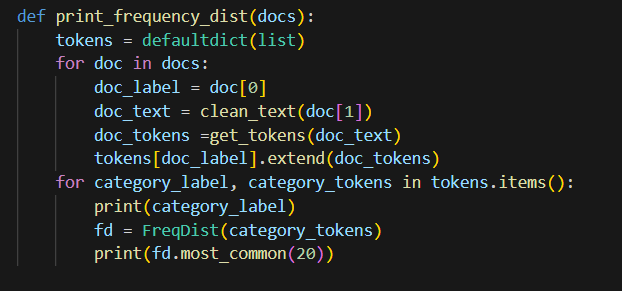 def print_frequency_dist(docs):
    tokens = defaultdict(list)
    for doc in docs:
        doc_label = doc[0]
        doc_text = clean_text(doc[1])
        doc_tokens =get_tokens(doc_text)
        tokens[doc_label].extend(doc_tokens)
    for category_label, category_tokens in tokens.items():
        print(category_label)
        fd = FreqDist(category_tokens)
        print(fd.most_common(20))